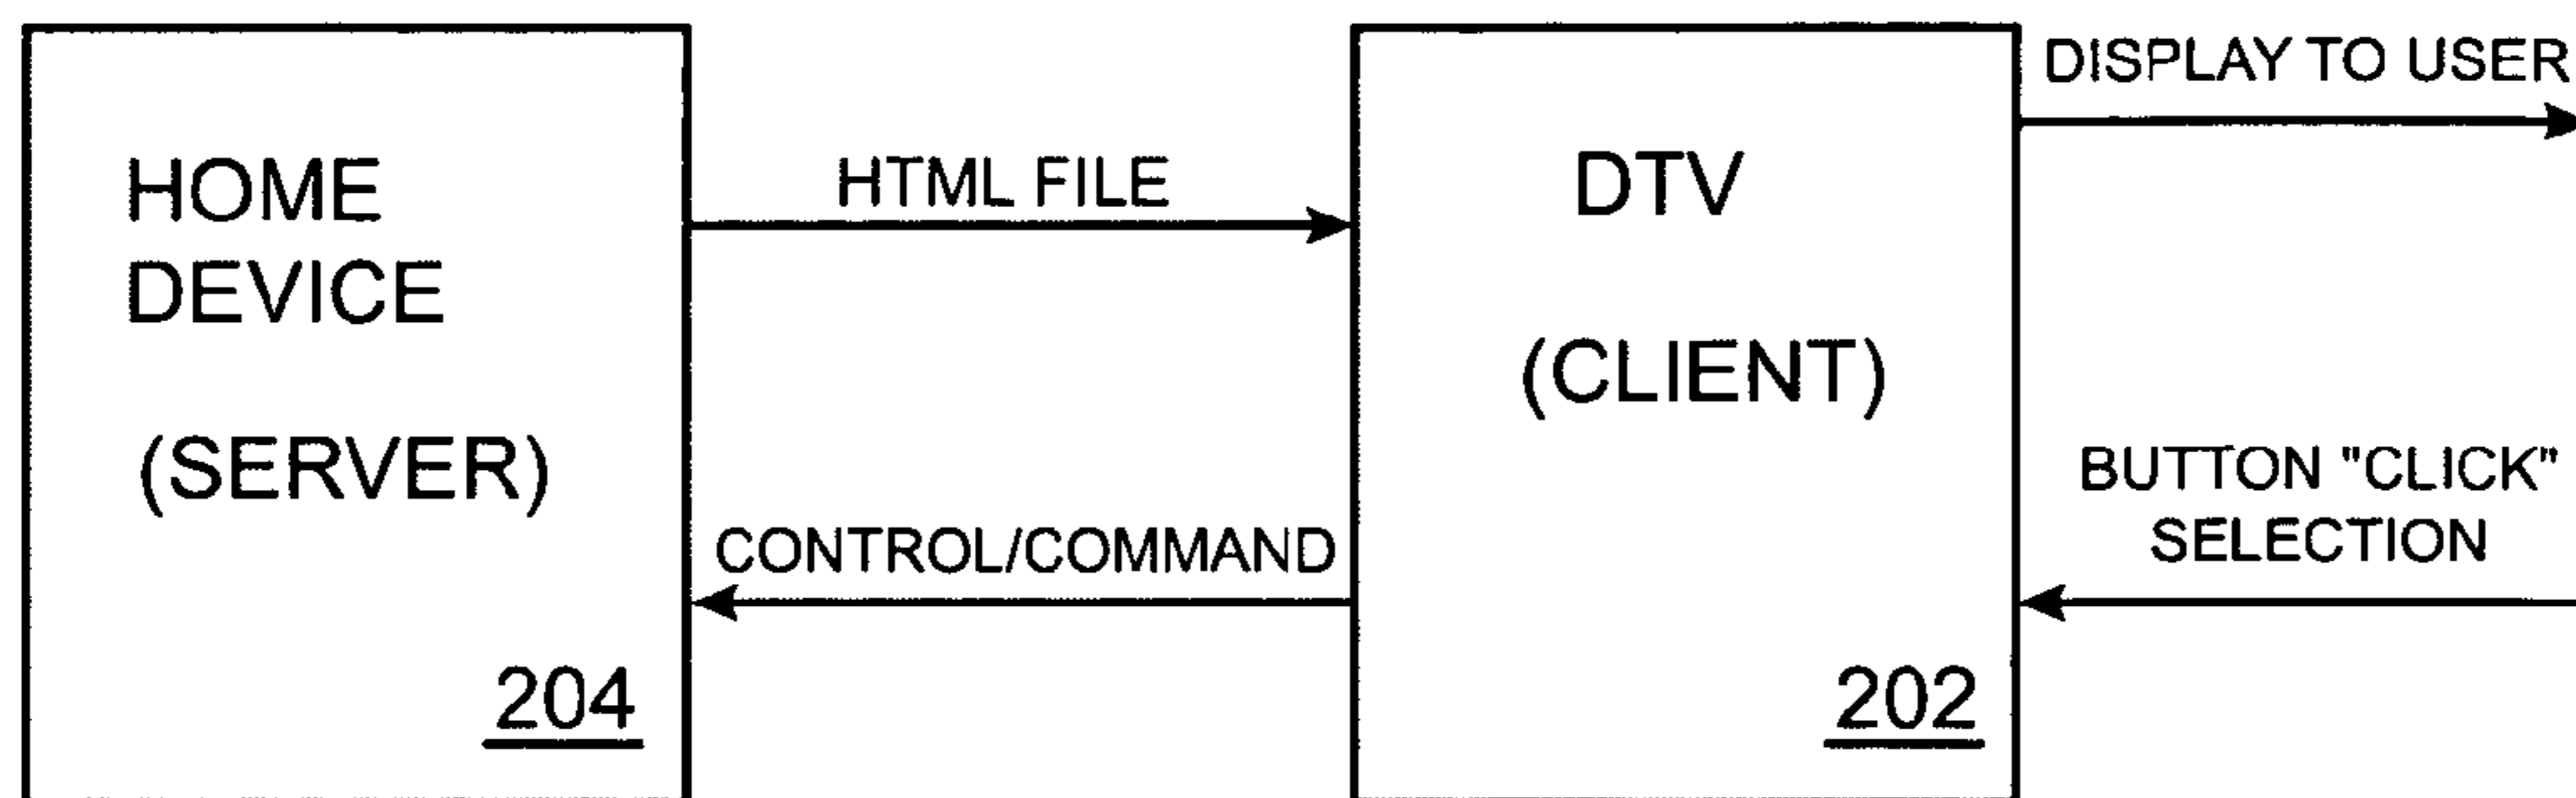 HOME
DEVICE
(SERVER)
204
HTML FILE
CONTROL/COMMAND
DTV
(CLIENT)
202
DISPLAY TO USER
BUTTON "CLICK"
SELECTION